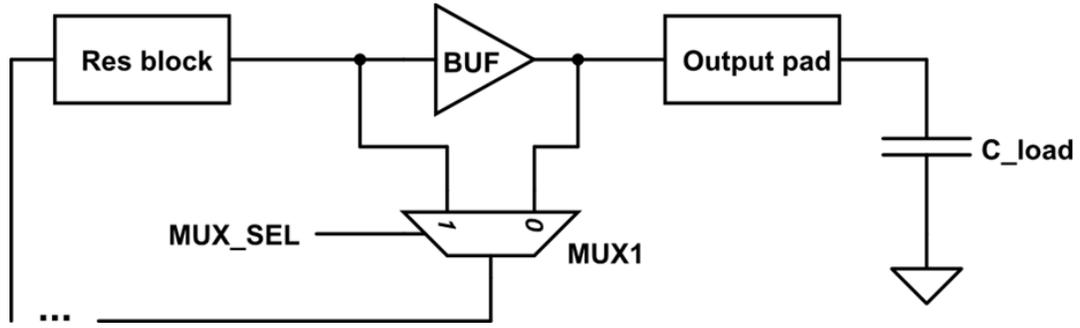 Res block
BUF
Output pad
C_load
1
0
MUX_SEL
MUX1
...